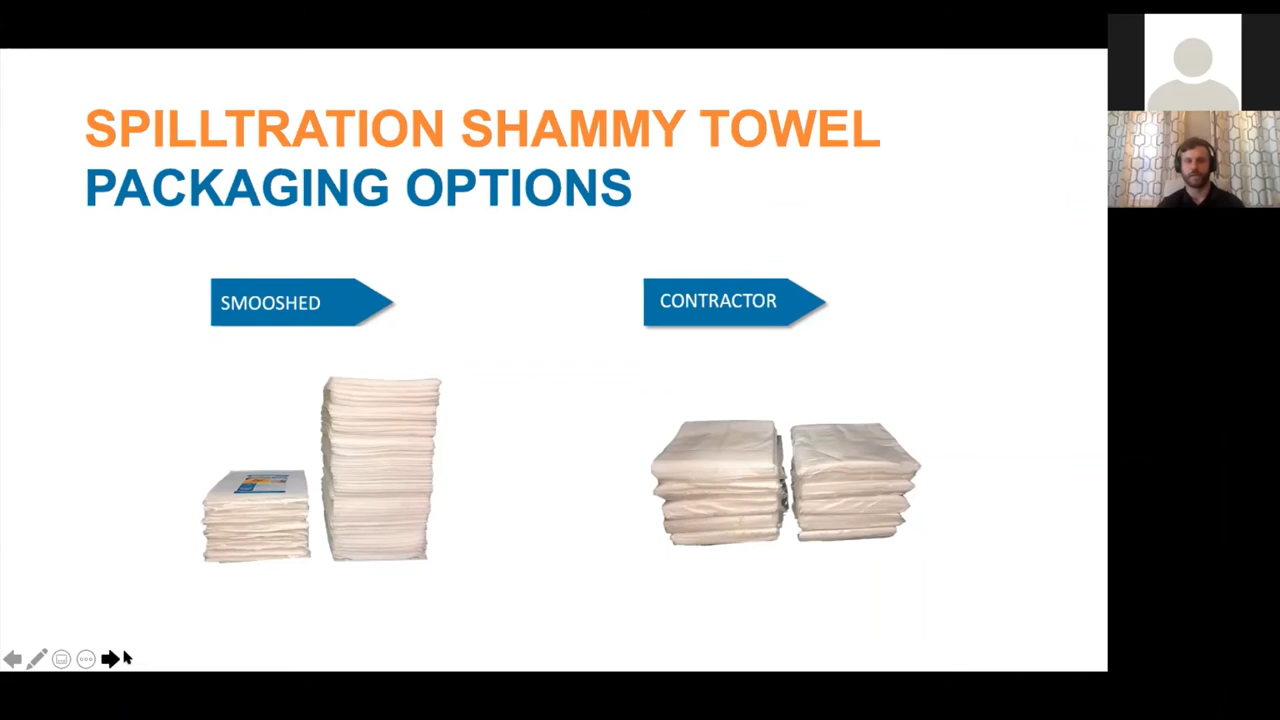 SPILLTRATION SHAMMY TOWEL
PACKAGING OPTIONS
SMOOSHED
CONTRACTOR